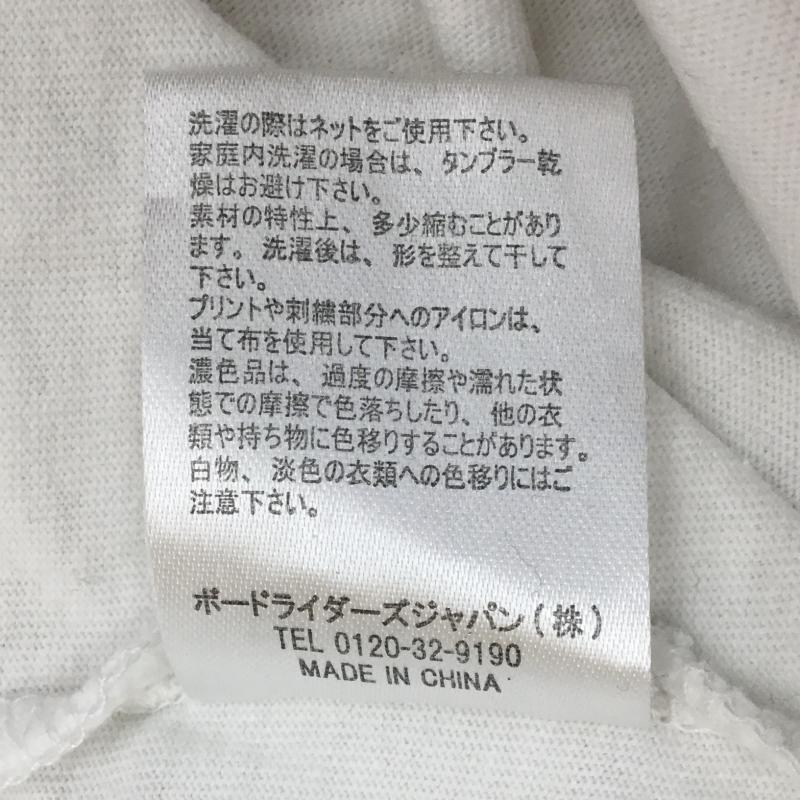 洗濯の際はネットをご使用下さい。
家庭内洗濯の場合は、タンブラー乾
燥はお避け下さい。
素材の特性上、多少縮むことがあり
ます。洗濯後は、形を整えて干して
下さい。
プリントや刺繍部分へのアイロンは、
当て布を使用して下さい。
濃色品は、過度の摩擦や濡れた状
態での摩擦で色落ちしたり、他の衣
類や持ち物に色移りすることがあります。
白物、淡色の衣類への色移りにはご
注意下さい。
ボードライダーズジャパン(株)
TEL 0120-32-9190
MADE IN CHINA